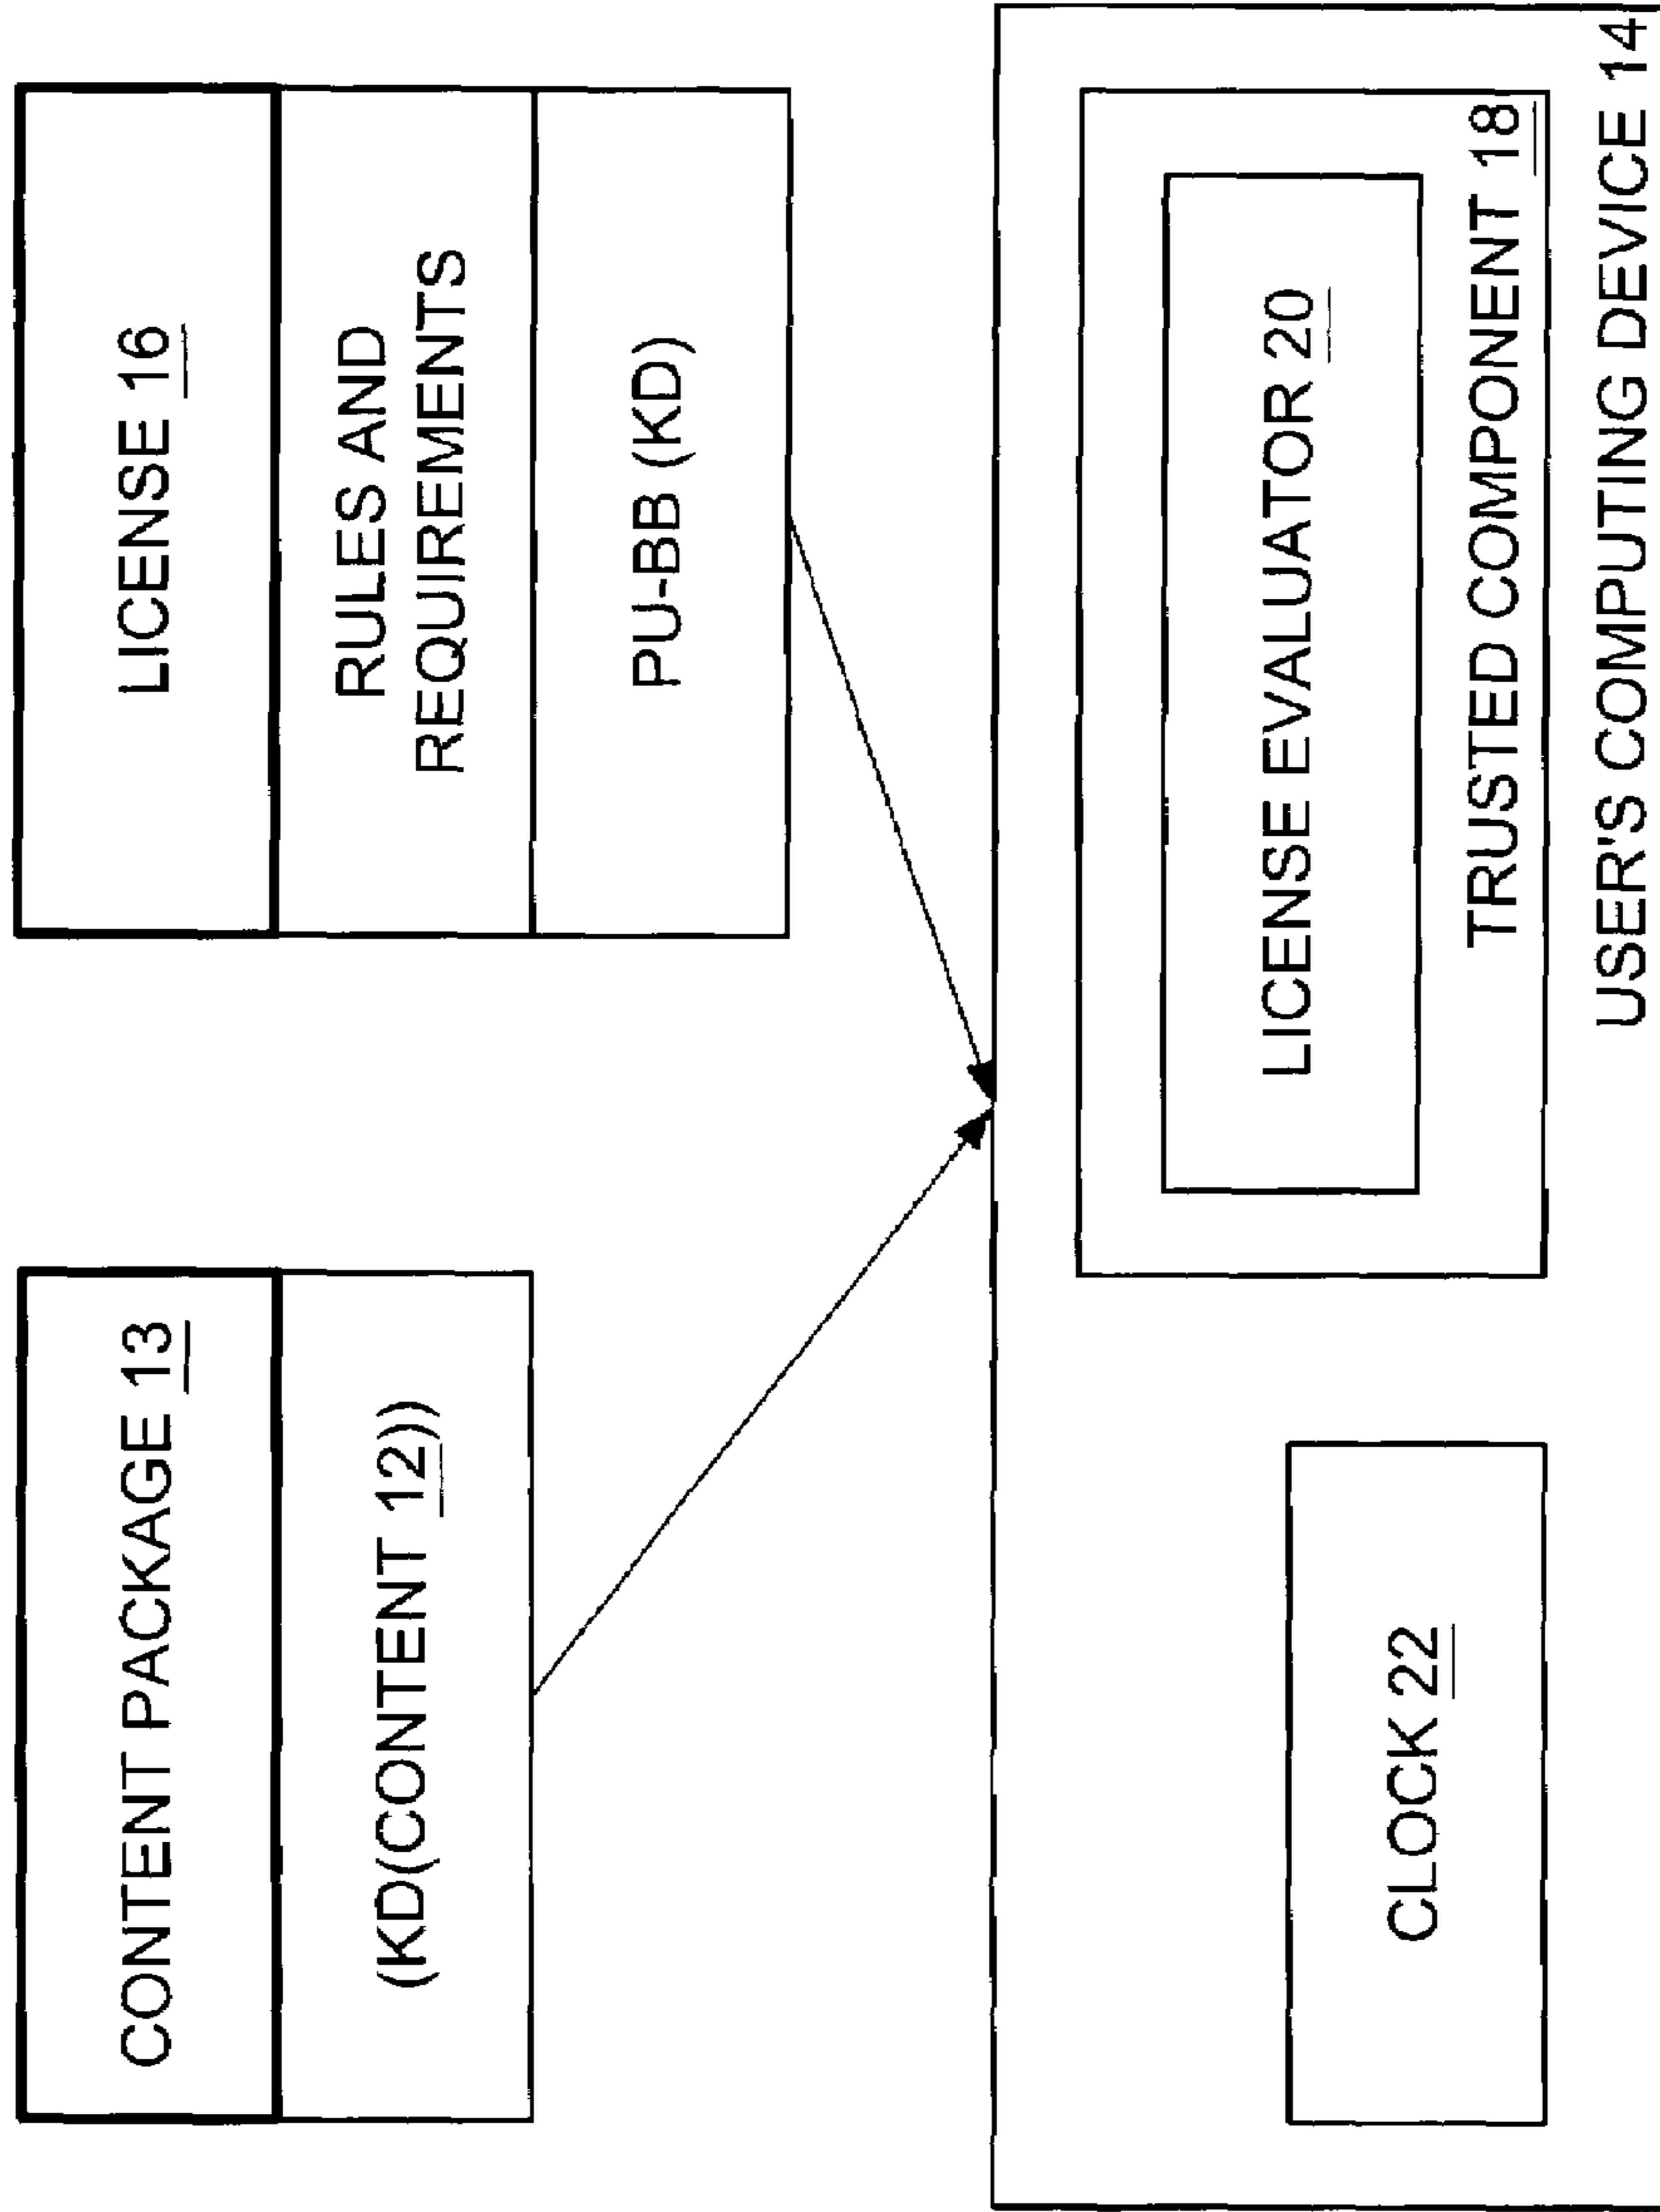 CONTENT PACKAGE 13
(KD(CONTENT 12))
LICENSE 16
RULES AND
REQUIREMENTS
PU-BB (KD)
CLOCK 22
LICENSE EVALUATOR 20
TRUSTED COMPONENT 18
USER'S COMPUTING DEVICE 14